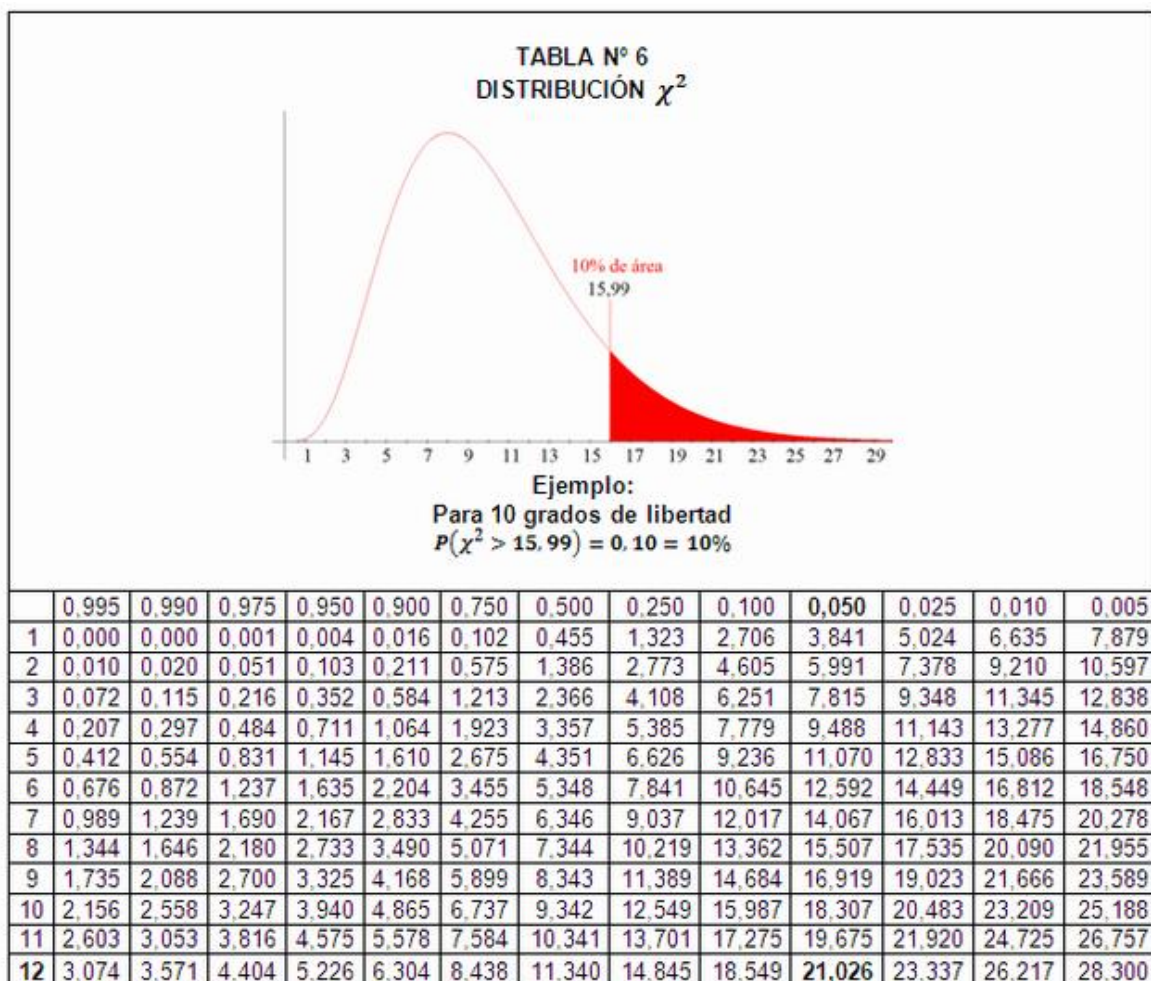 TABLA Nº 6
DISTRIBUCIÓN χ²
10% de área
15,99
1 3 5 7 9 11 13 15 17 19 21 23 25 27 29
Ejemplo:
Para 10 grados de libertad
P(χ² > 15,99) = 0,10 = 10%
0,995 0,990 0,975 0,950 0,900 0,750 0,500 0,250 0,100 0,050 0,025 0,010 0,005
1 0,000 0,000 0,001 0,004 0,016 0,102 0,455 1,323 2,706 3,841 5,024 6,635 7,879
2 0,010 0,020 0,051 0,103 0,211 0,575 1,386 2,773 4,605 5,991 7,378 9,210 10,597
3 0,072 0,115 0,216 0,352 0,584 1,213 2,366 4,108 6,251 7,815 9,348 11,345 12,838
4 0,207 0,297 0,484 0,711 1,064 1,923 3,357 5,385 7,779 9,488 11,143 13,277 14,860
5 0,412 0,554 0,831 1,145 1,610 2,675 4,351 6,626 9,236 11,070 12,833 15,086 16,750
6 0,676 0,872 1,237 1,635 2,204 3,455 5,348 7,841 10,645 12,592 14,449 16,812 18,548
7 0,989 1,239 1,690 2,167 2,833 4,255 6,346 9,037 12,017 14,067 16,013 18,475 20,278
8 1,344 1,646 2,180 2,733 3,490 5,071 7,344 10,219 13,362 15,507 17,535 20,090 21,955
9 1,735 2,088 2,700 3,325 4,168 5,899 8,343 11,389 14,684 16,919 19,023 21,666 23,589
10 2,156 2,558 3,247 3,940 4,865 6,737 9,342 12,549 15,987 18,307 20,483 23,209 25,188
11 2,603 3,053 3,816 4,575 5,578 7,584 10,341 13,701 17,275 19,675 21,920 24,725 26,757
12 3,074 3,571 4,404 5,226 6,304 8,438 11,340 14,845 18,549 21,026 23,337 26,217 28,300